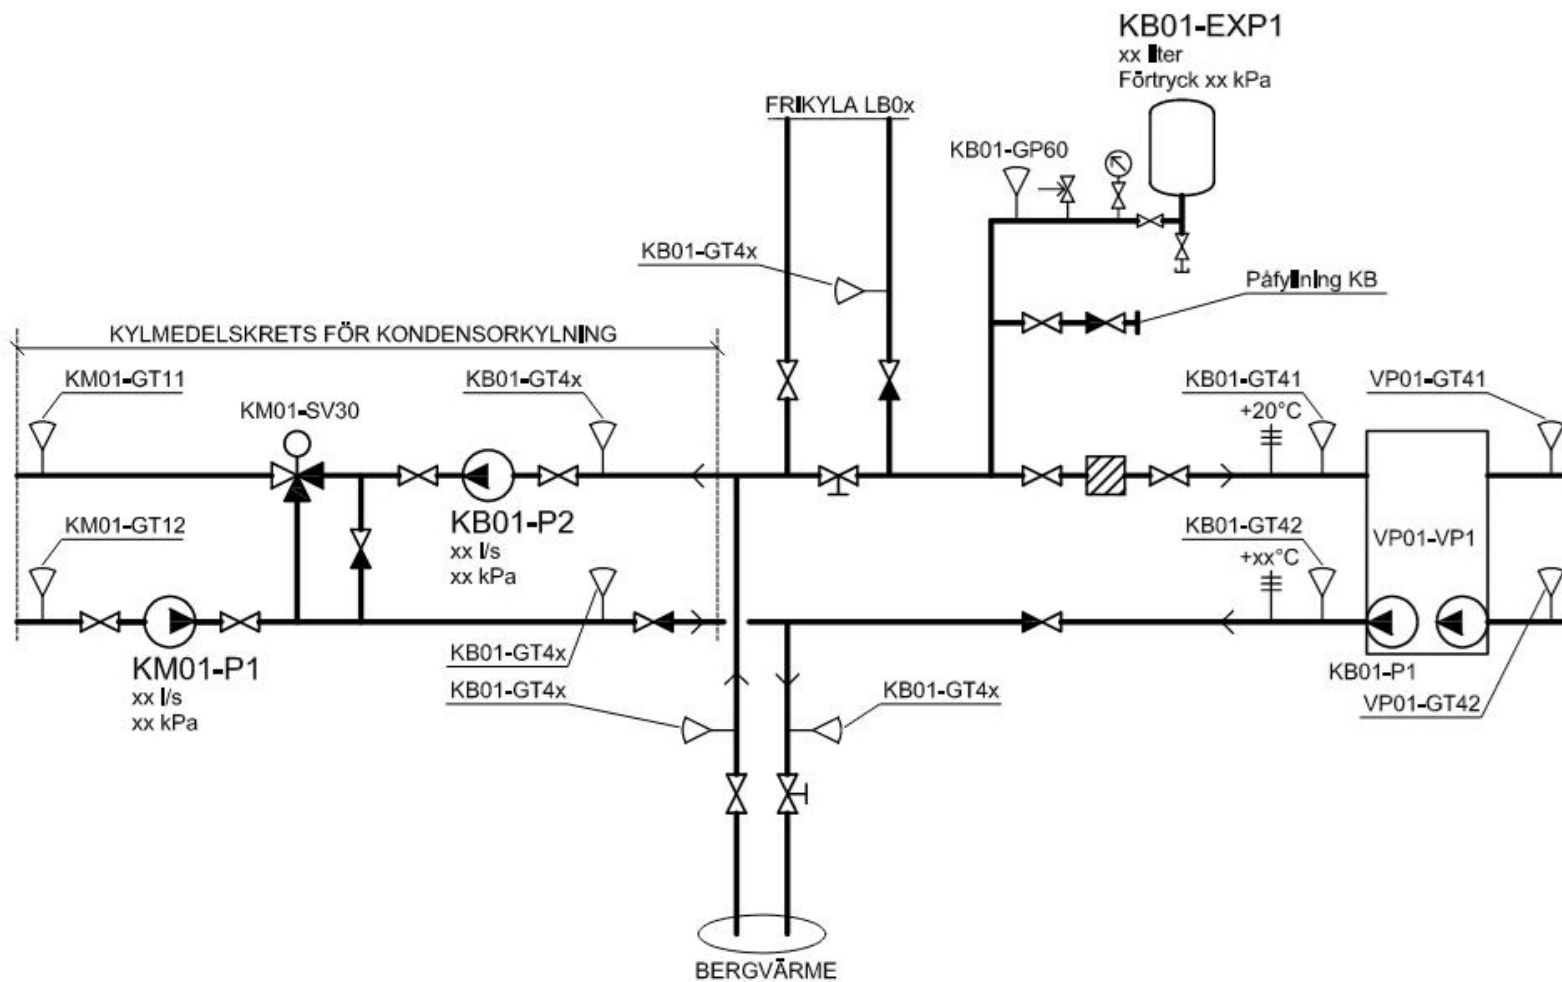 KB01-EXP1
xx liter
Förtryck xx kPa
FRIKYLA LB0x
KB01-GP60
KB01-GT4x
Påfyllning KB
KYLMEDELSKRETS FÖR KONDENSORKYLNING
KM01-GT11
KB01-GT4x
KB01-GT41
VP01-GT41
KM01-SV30
+20°C
KM01-GT12
KB01-P2
xx l/s
xx kPa
KB01-GT42
+xx°C
VP01-VP1
KB01-GT4x
KM01-P1
xx l/s
xx kPa
KB01-GT4x
KB01-GT4x
KB01-P1
VP01-GT42
BERGVÄRME